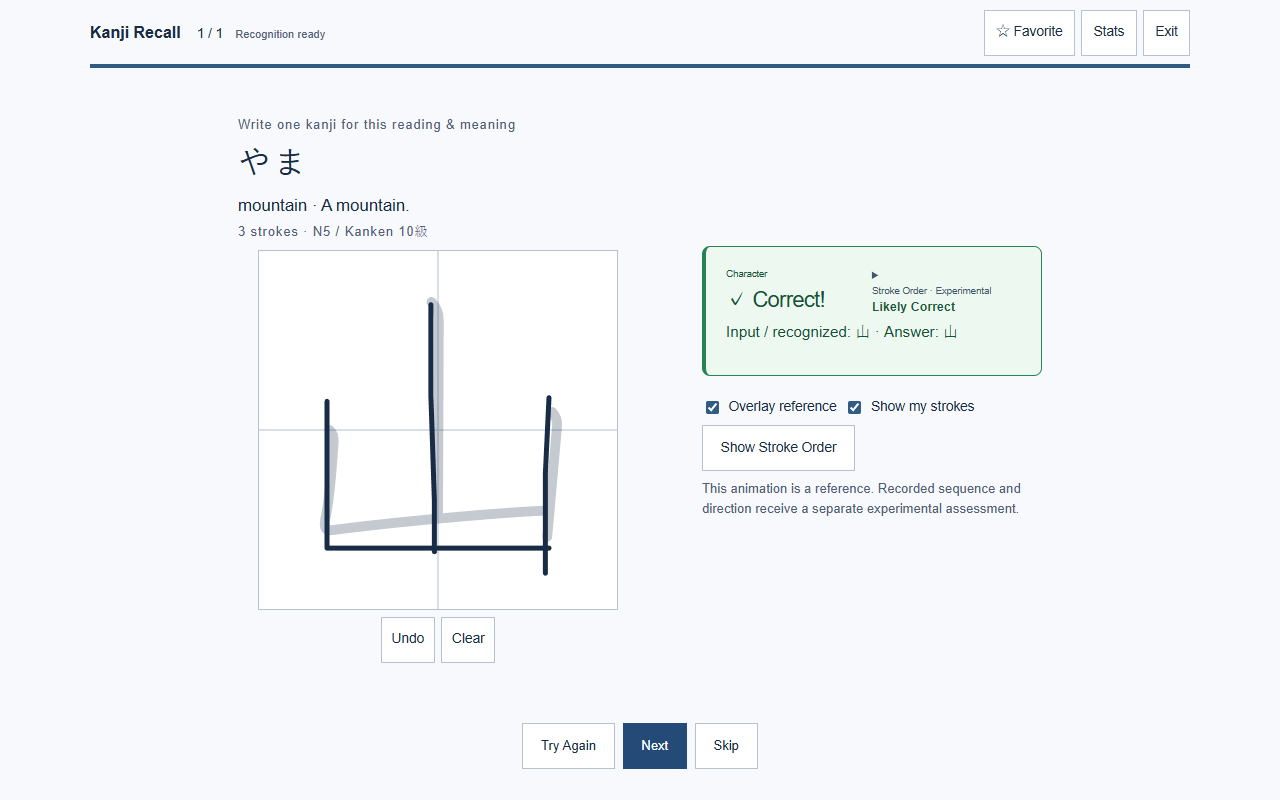 Kanji Recall 1 / 1 Recognition ready ☆ Favorite Stats Exit
Write one kanji for this reading & meaning
やま
mountain · A mountain.
3 strokes · N5 / Kanken 10級
山
Undo Clear
Character
✓ Correct!
▶
Stroke Order · Experimental
Likely Correct
Input / recognized: 山 · Answer: 山
Overlay reference Show my strokes
Show Stroke Order
This animation is a reference. Recorded sequence and
direction receive a separate experimental assessment.
Try Again Next Skip